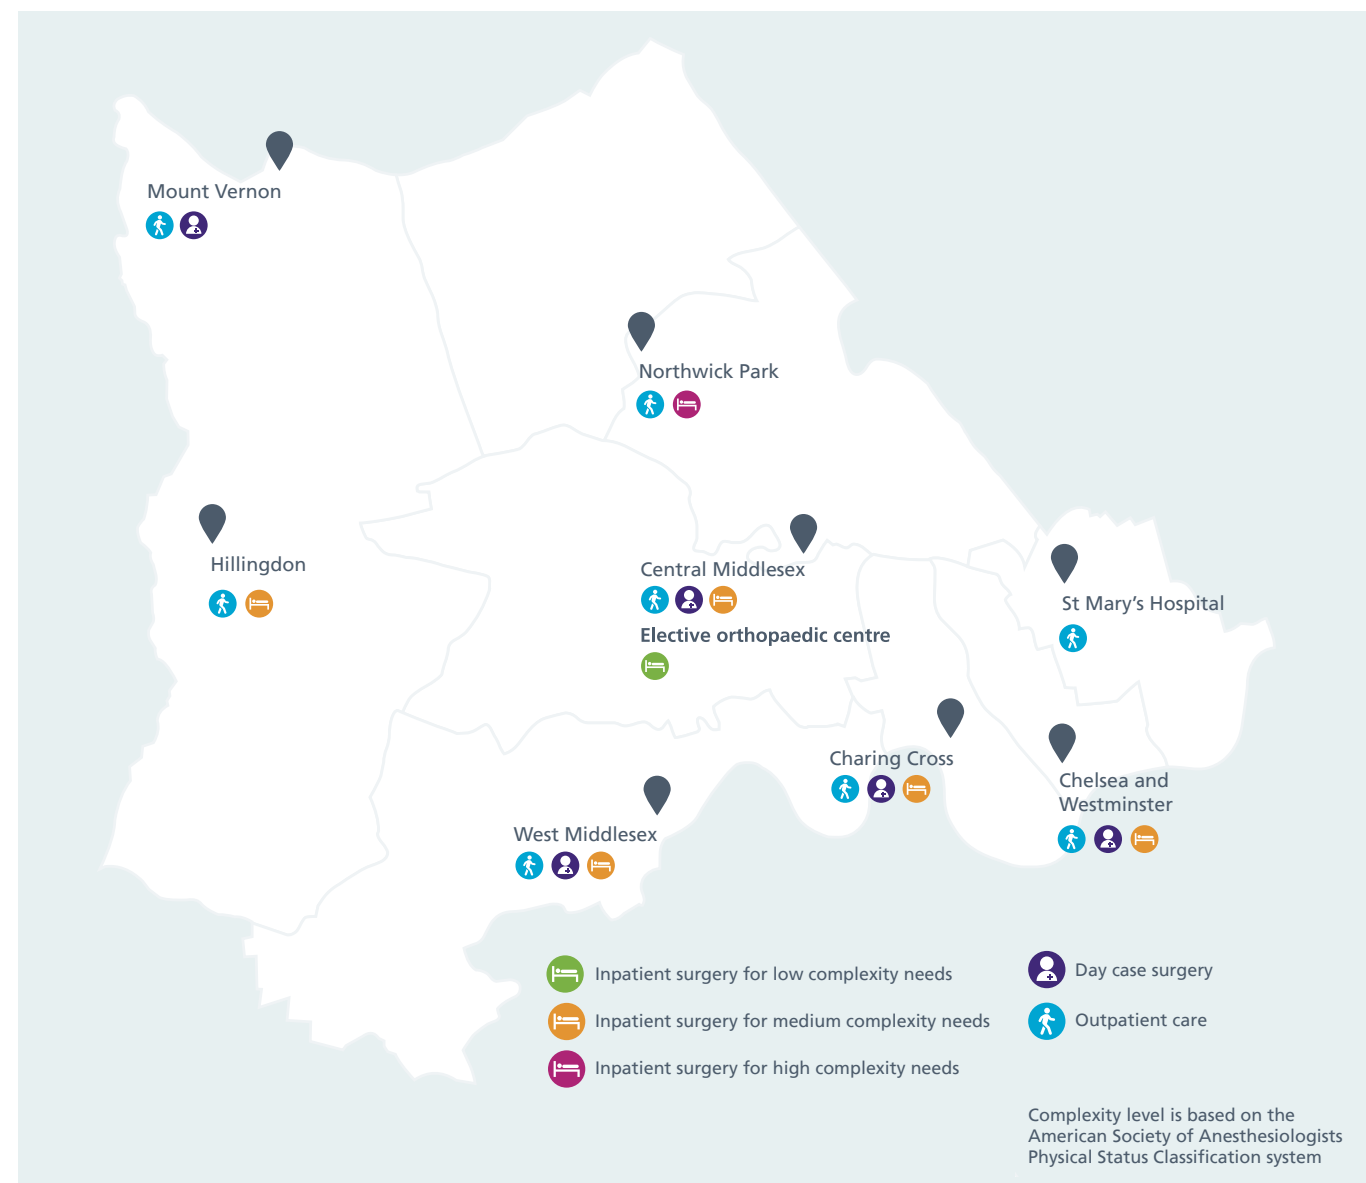 Mount Vernon
Northwick Park
Hillingdon
Central Middlesex
Elective orthopaedic centre
St Mary’s Hospital
Charing Cross
Chelsea and
Westminster
West Middlesex
Inpatient surgery for low complexity needs
Inpatient surgery for medium complexity needs
Inpatient surgery for high complexity needs
Day case surgery
Outpatient care
Complexity level is based on the
American Society of Anesthesiologists
Physical Status Classification system